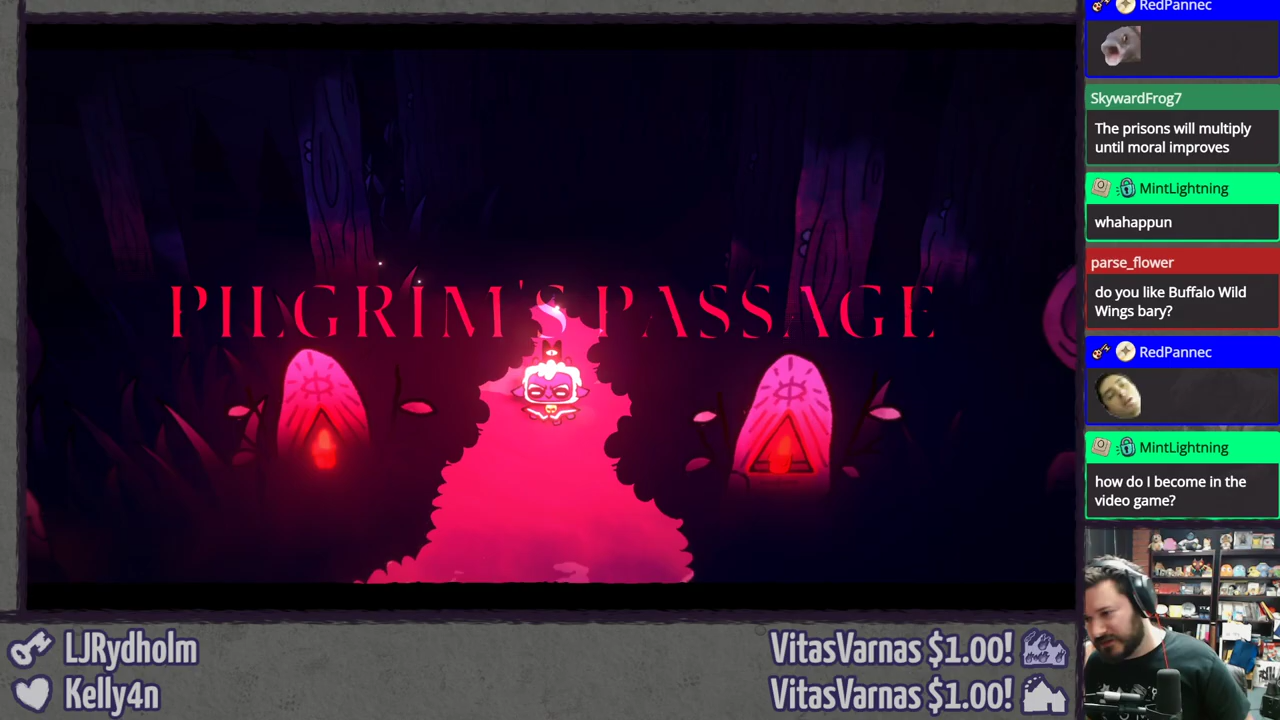 PILGRIM'S PASSAGE
RedPannec
SkywardFrog7
The prisons will multiply
until moral improves
MintLightning
whahappun
parse_flower
do you like Buffalo Wild
Wings bary?
RedPannec
MintLightning
how do I become in the
video game?
LJRydholm
Kelly4n
VitasVarnas $1.00!
VitasVarnas $1.00!